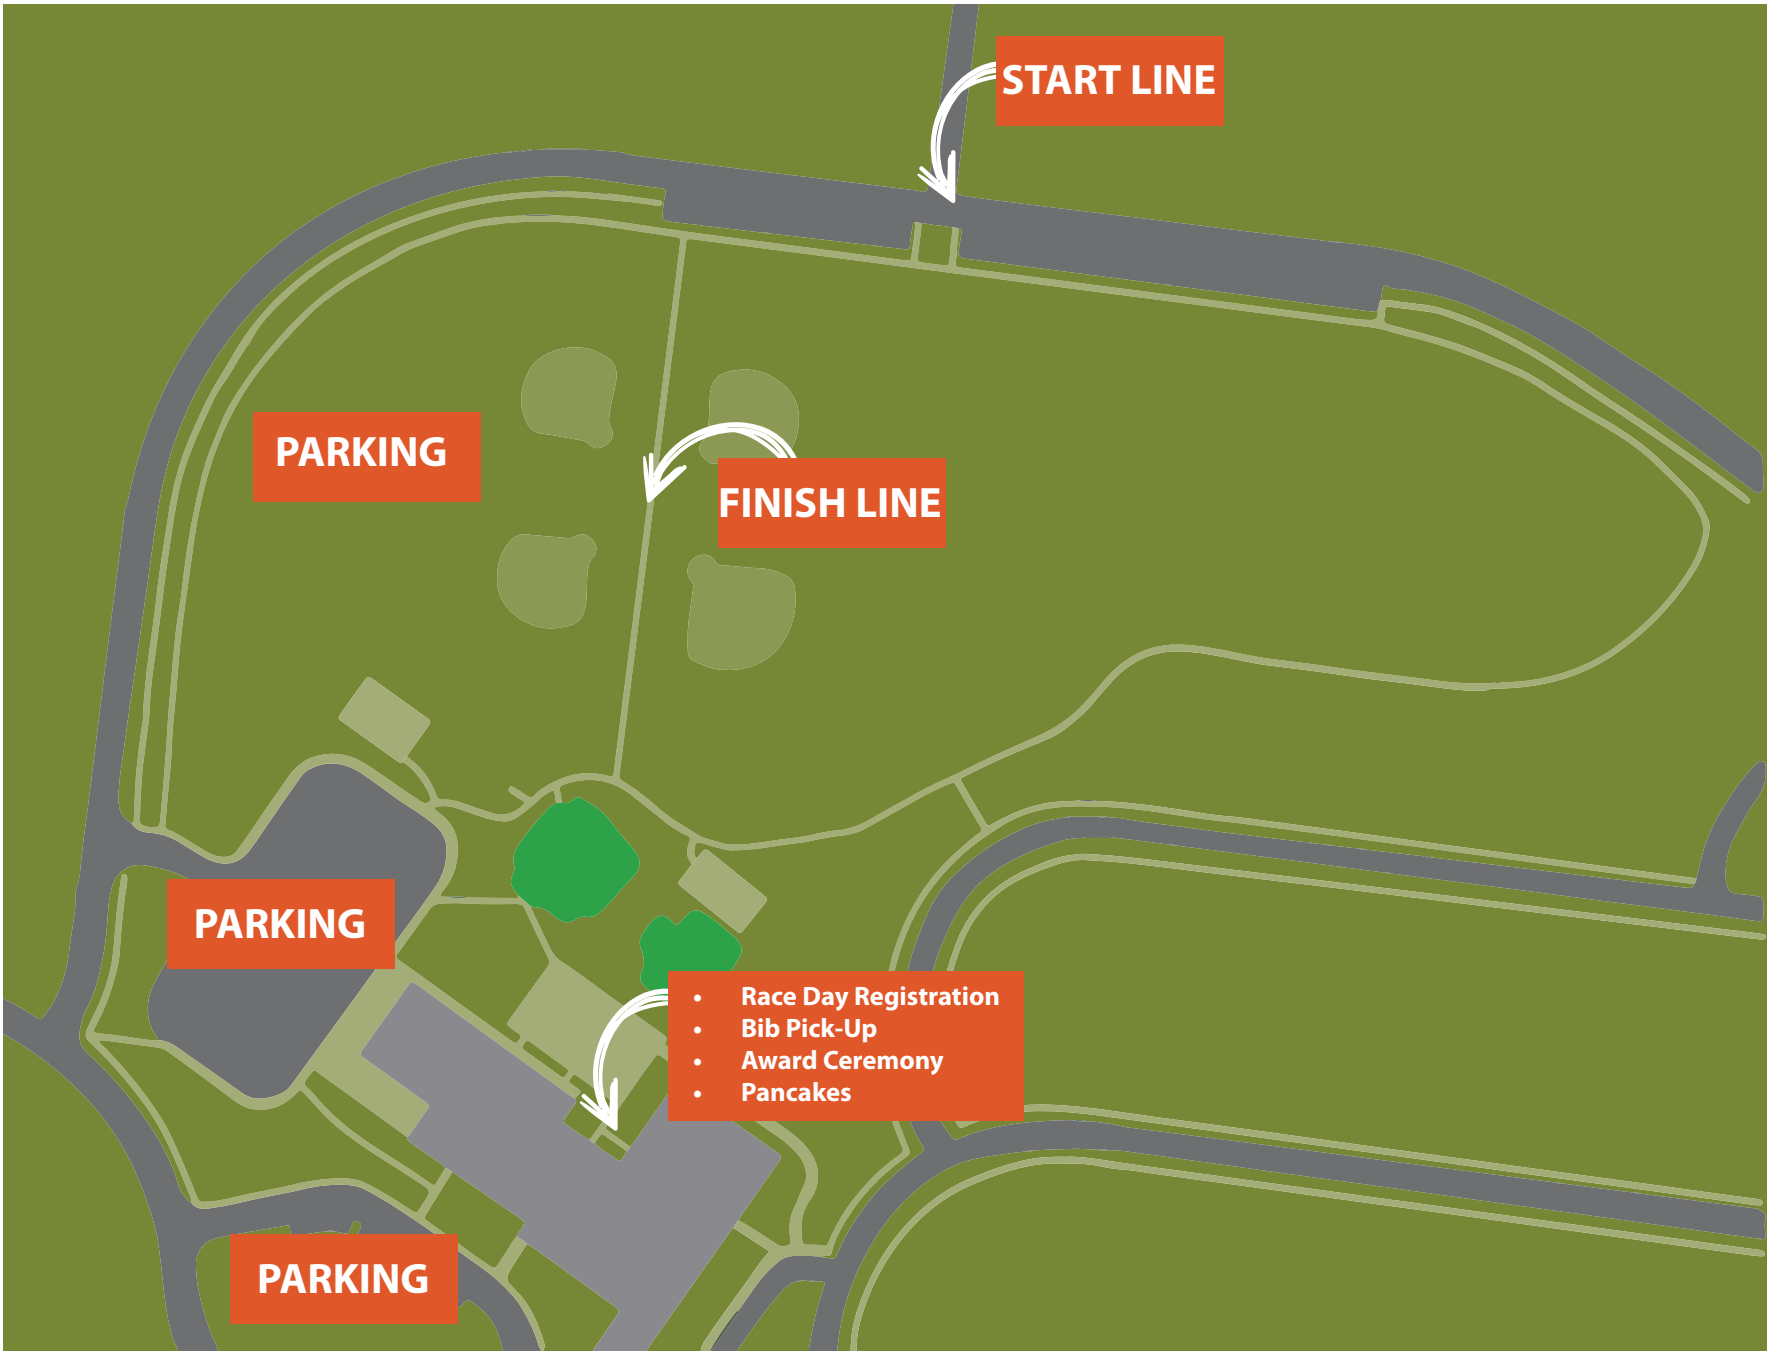 START LINE
PARKING
FINISH LINE
PARKING
• Race Day Registration
• Bib Pick-Up
• Award Ceremony
• Pancakes
PARKING